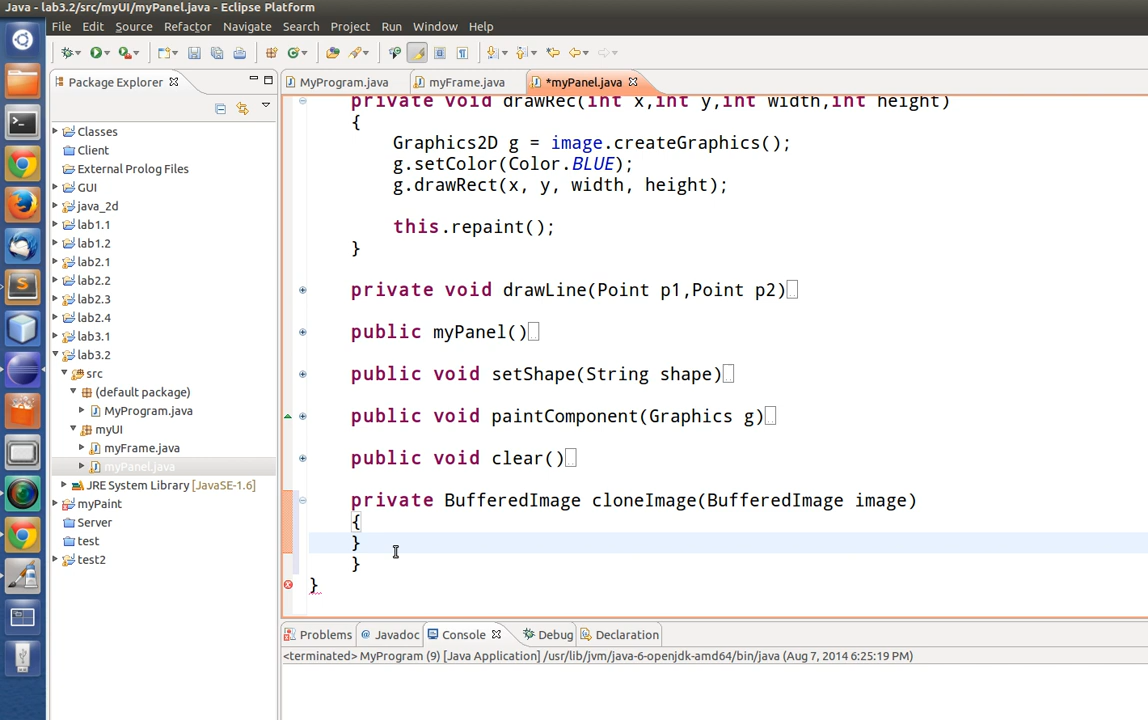 Java - lab3.2/src/myUI/myPanel.java - Eclipse Platform
File Edit Source Refactor Navigate Search Project Run Window Help
Package Explorer
MyProgram.java myFrame.java *myPanel.java
Classes
Client
External Prolog Files
GUI
java_2d
lab1.1
lab1.2
lab2.1
lab2.2
lab2.3
lab2.4
lab3.1
lab3.2
src
(default package)
MyProgram.java
myUI
myFrame.java
myPanel.java
JRE System Library [JavaSE-1.6]
myPaint
Server
test
test2
private void drawRec(int x,int y,int width,int height)
{
Graphics2D g = image.createGraphics();
g.setColor(Color.BLUE);
g.drawRect(x, y, width, height);
this.repaint();
}
private void drawLine(Point p1,Point p2)
public myPanel()
public void setShape(String shape)
public void paintComponent(Graphics g)
public void clear()
private BufferedImage cloneImage(BufferedImage image)
{
}
}
}
Problems @ Javadoc Console Debug Declaration
<terminated> MyProgram (9) [Java Application] /usr/lib/jvm/java-6-openjdk-amd64/bin/java (Aug 7, 2014 6:25:19 PM)